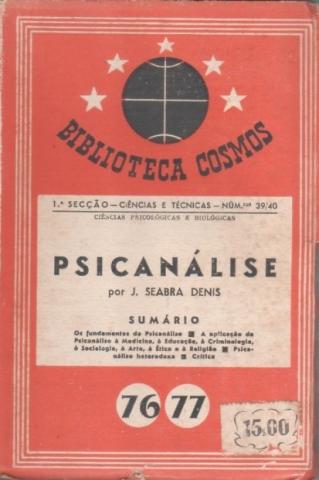 BIBLIOTECA COSMOS
1.ª SECÇÃO — CIÊNCIAS E TÉCNICAS — NÚM.ros 39/40
CIÊNCIAS PSICOLÓGICAS E BIOLÓGICAS
PSICANÁLISE
por J. SEABRA DENIS
SUMÁRIO
Os fundamentos da Psicanálise ■ A aplicação da
Psicanálise à Medicina, à Educação, à Criminologia,
à Sociologia, à Arte, à Ética e à Religião ■ Psica-
nálise heterodoxa ■ Crítica
76 77
15.00